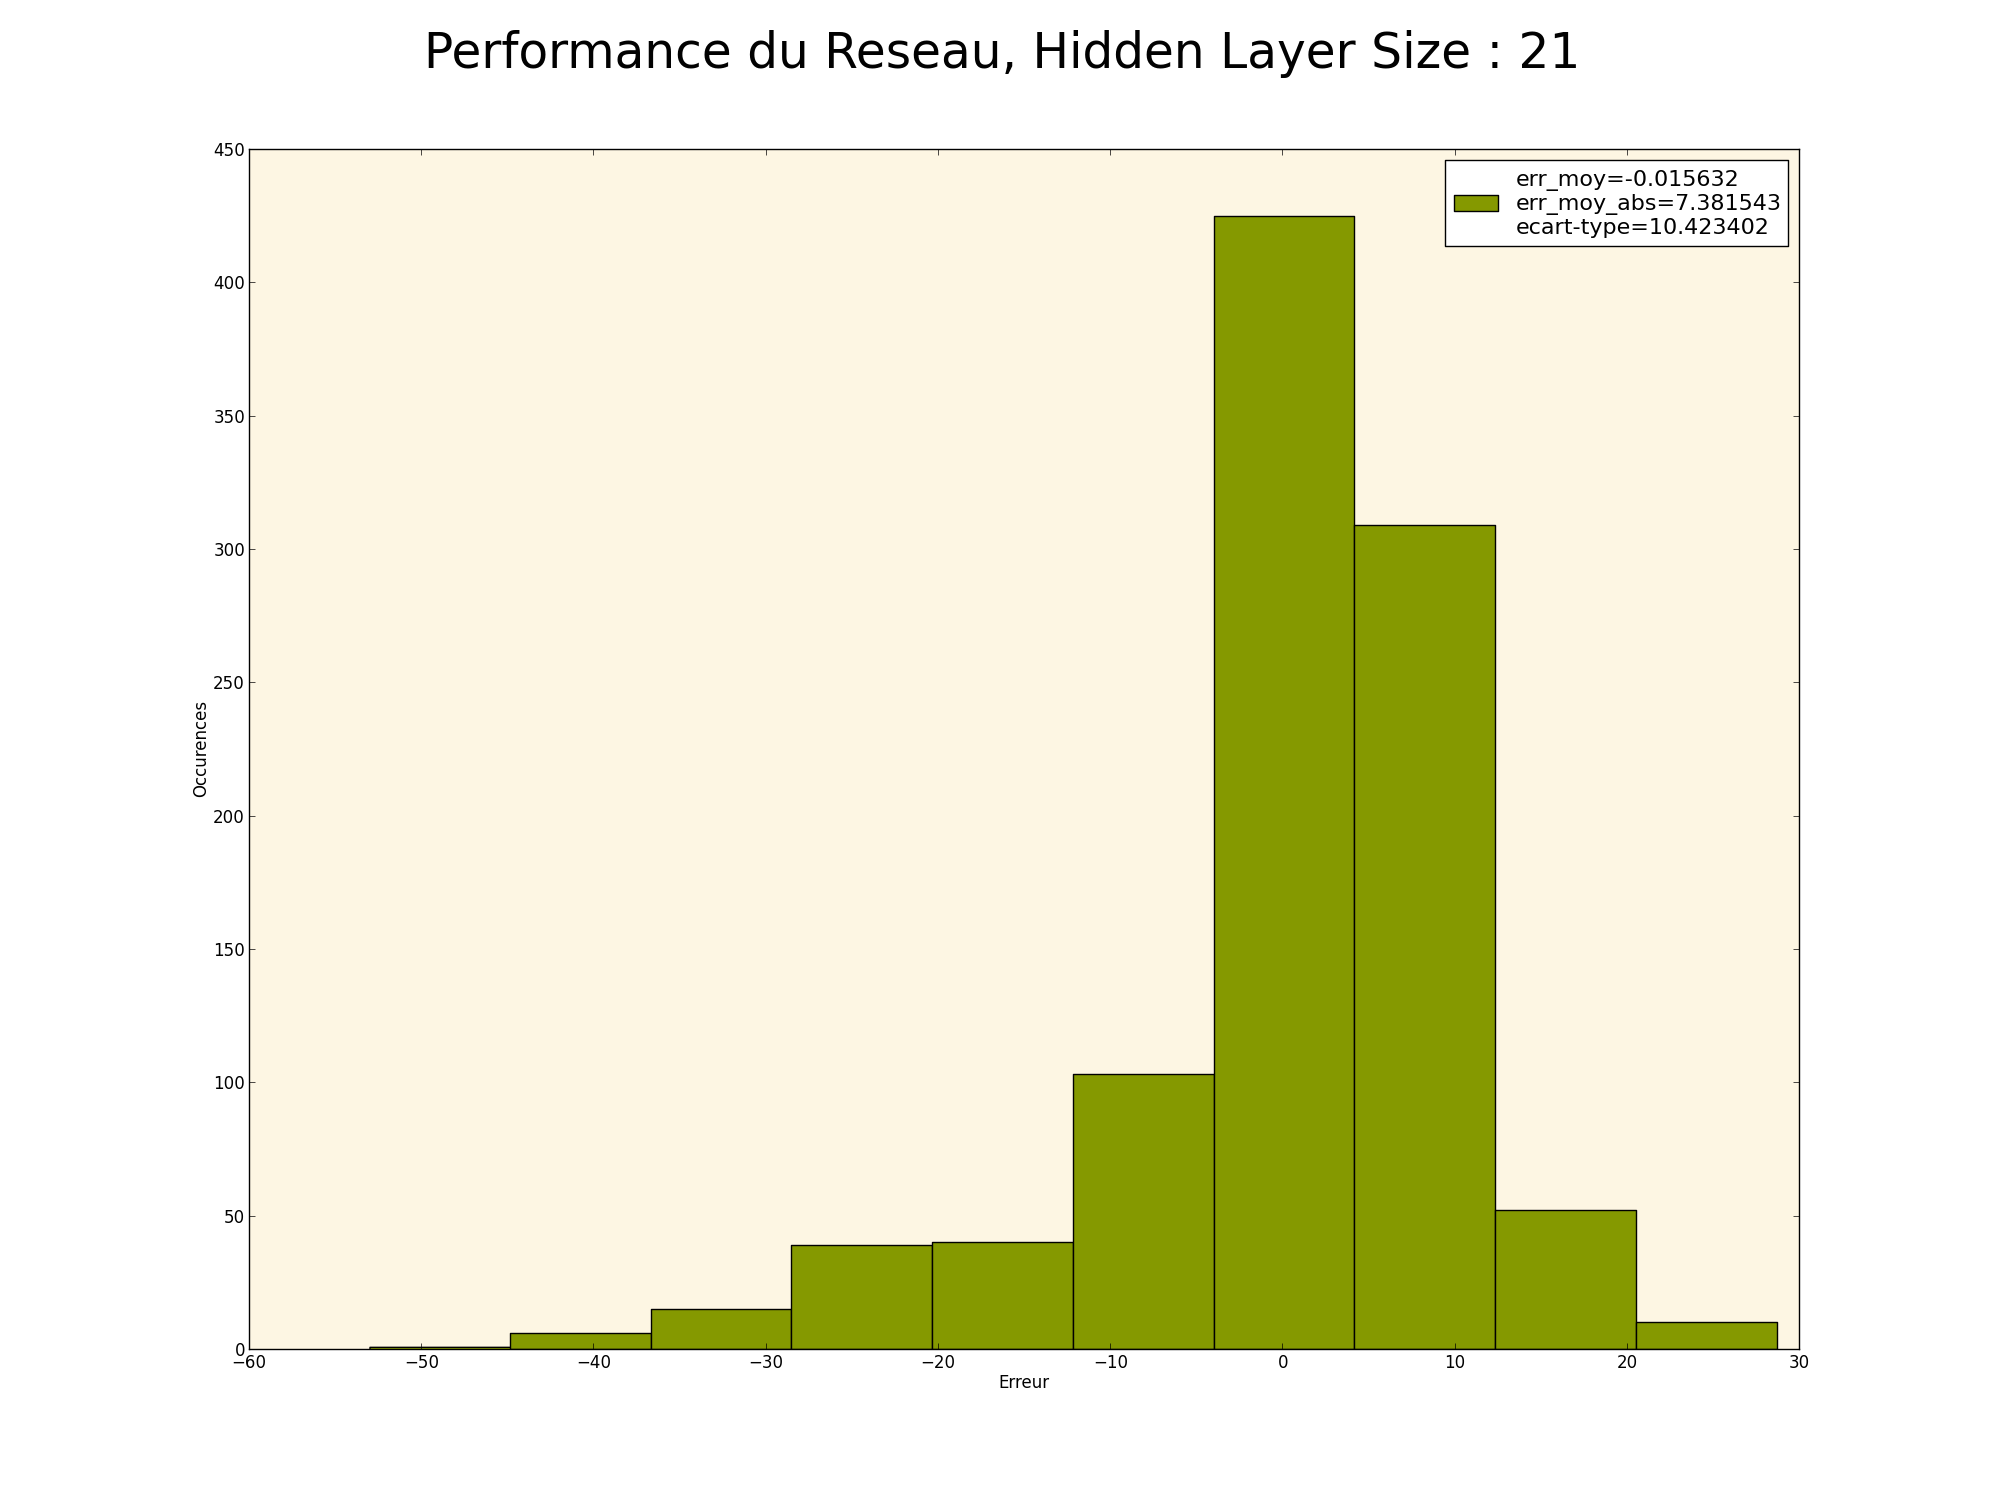 Performance du Reseau, Hidden Layer Size : 21
450
400
350
300
250
200
150
100
50
0
Occurences
err_moy=-0.015632
err_moy_abs=7.381543
ecart-type=10.423402
−60 −50 −40 −30 −20 −10 0 10 20 30
Erreur